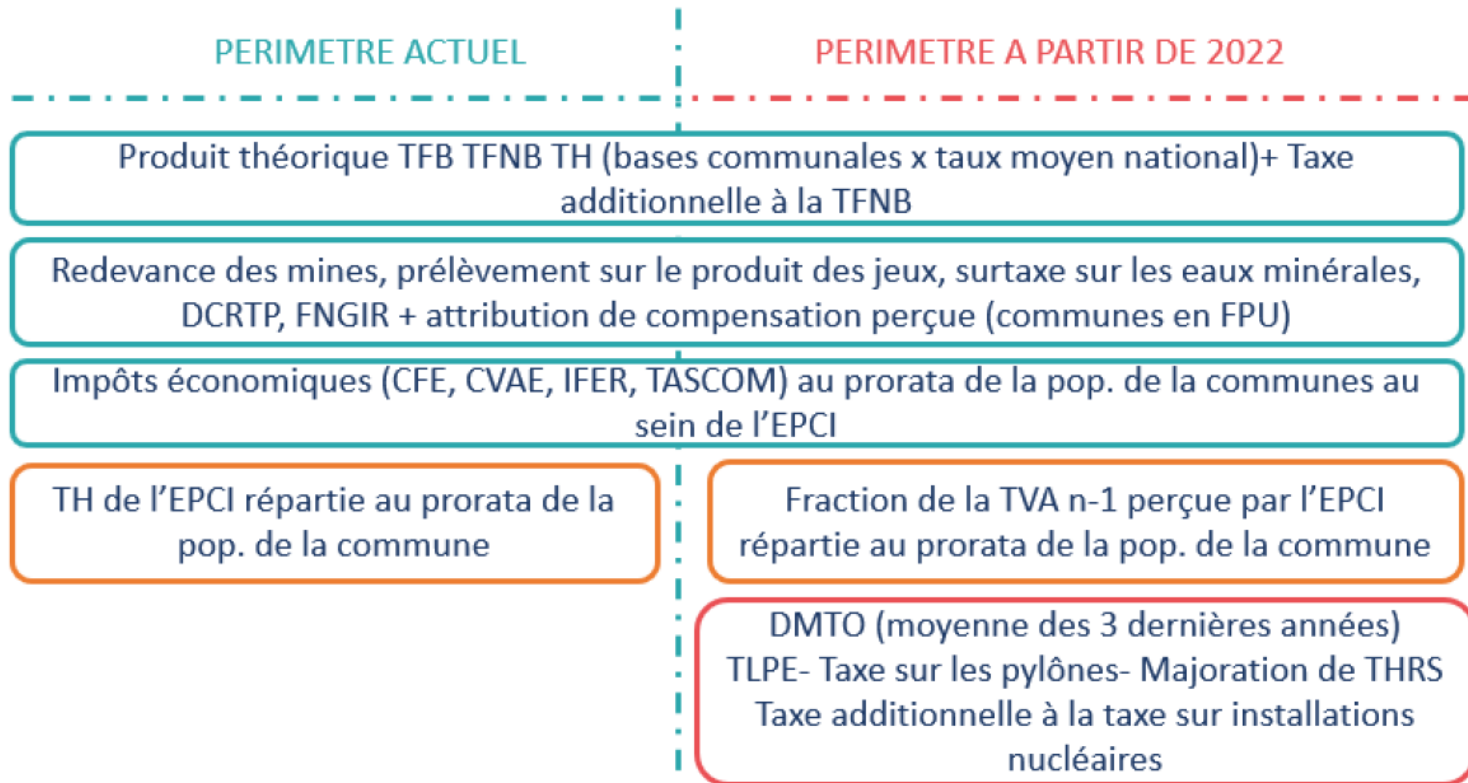 PERIMETRE ACTUEL
PERIMETRE A PARTIR DE 2022
Produit théorique TFB TFNB TH (bases communales x taux moyen national)+ Taxe
additionnelle à la TFNB
Redevance des mines, prélèvement sur le produit des jeux, surtaxe sur les eaux minérales,
DCRTP, FNGIR + attribution de compensation perçue (communes en FPU)
Impôts économiques (CFE, CVAE, IFER, TASCOM) au prorata de la pop. de la communes au
sein de l’EPCI
TH de l’EPCI répartie au prorata de la
pop. de la commune
Fraction de la TVA n-1 perçue par l’EPCI
répartie au prorata de la pop. de la commune
DMTO (moyenne des 3 dernières années)
TLPE- Taxe sur les pylônes- Majoration de THRS
Taxe additionnelle à la taxe sur installations
nucléaires